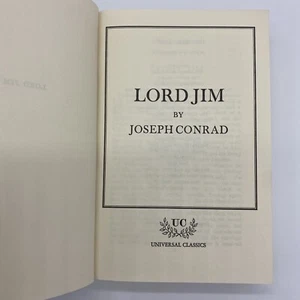 LORD JIM
BY
JOSEPH CONRAD
UC
UNIVERSAL CLASSICS